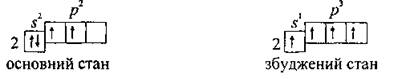 p² p³
s² s¹
2 ↑↓ ↑ ↑ 2 ↑ ↑ ↑ ↑
основний стан збуджений стан